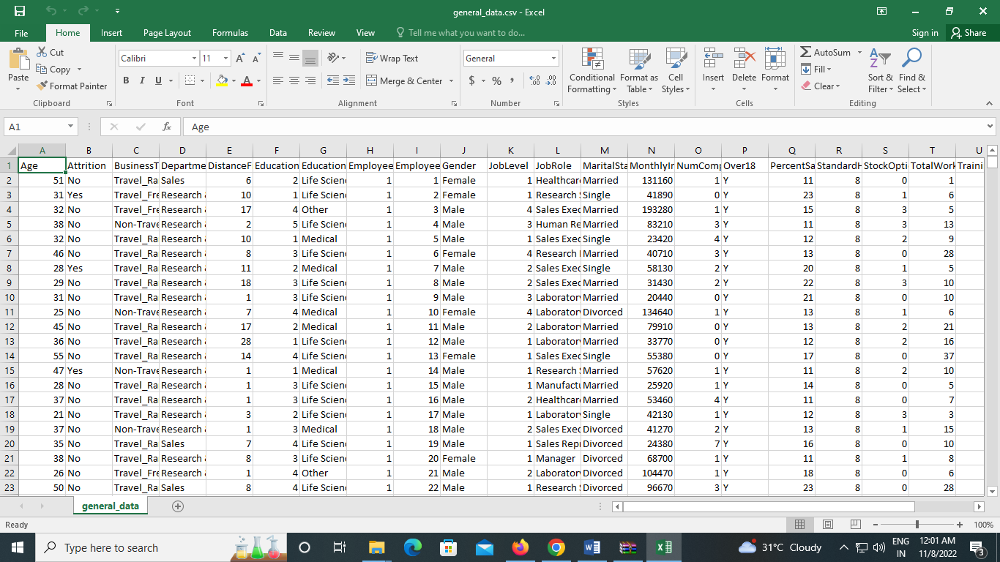 general_data.csv - Excel
File Home Insert Page Layout Formulas Data Review View Tell me what you want to do... Sign in Share
Cut
Copy
Format Painter
Paste
Calibri 11
B I U A
Wrap Text
Merge & Center
General
$ % ,
Conditional Formatting
Format as Table
Cell Styles
Insert Delete Format
AutoSum
Fill
Clear
Sort & Filter
Find & Select
Clipboard Font Alignment Number Styles Cells Editing
A1 fx Age
A B C D E F G H I J K L M N O P Q R S T U
1 Age Attrition BusinessT Departme DistanceF Education Education Employee Employee Gender JobLevel JobRole MaritalSta MonthlyIn NumComp Over18 PercentSa StandardH StockOpti TotalWork Traini
2 51 No Travel_Ra Sales 6 2 Life Scienc 1 1 Female 1 Healthcare Married 131160 1 Y 11 8 0 1
3 31 Yes Travel_Fre Research & 10 1 Life Scienc 1 2 Female 1 Research S Single 41890 0 Y 23 8 1 6
4 32 No Travel_Fre Research & 17 4 Other 1 3 Male 4 Sales Exec Married 193280 1 Y 15 8 3 5
5 38 No Non-Trave Research & 2 5 Life Scienc 1 4 Male 3 Human Re Married 83210 3 Y 11 8 3 13
6 32 No Travel_Ra Research & 10 1 Medical 1 5 Male 1 Sales Exec Single 23420 4 Y 12 8 2 9
7 46 No Travel_Ra Research & 8 3 Life Scienc 1 6 Female 4 Research D Married 40710 3 Y 13 8 0 28
8 28 Yes Travel_Ra Research & 11 2 Medical 1 7 Male 2 Sales Exec Single 58130 2 Y 20 8 1 5
9 29 No Travel_Ra Research & 18 3 Life Scienc 1 8 Male 2 Sales Exec Married 31430 2 Y 22 8 3 10
10 31 No Travel_Ra Research & 1 3 Life Scienc 1 9 Male 3 Laboratory Married 20440 0 Y 21 8 0 10
11 25 No Non-Trave Research & 7 4 Medical 1 10 Female 4 Laboratory Divorced 134640 1 Y 13 8 1 6
12 45 No Travel_Ra Research & 17 2 Medical 1 11 Male 2 Laboratory Married 79910 0 Y 13 8 2 21
13 36 No Travel_Ra Research & 28 1 Life Scienc 1 12 Male 1 Laboratory Married 33770 0 Y 12 8 2 16
14 55 No Travel_Ra Research & 14 4 Life Scienc 1 13 Female 1 Sales Exec Single 55380 0 Y 17 8 0 37
15 47 Yes Non-Trave Research & 1 1 Medical 1 14 Male 1 Research S Married 57620 1 Y 11 8 2 10
16 28 No Travel_Ra Research & 1 3 Life Scienc 1 15 Male 1 Manufactu Married 25920 1 Y 14 8 0 5
17 37 No Travel_Ra Research & 1 3 Life Scienc 1 16 Male 2 Healthcare Married 53460 4 Y 11 8 0 7
18 21 No Travel_Ra Research & 3 2 Life Scienc 1 17 Male 1 Laboratory Single 42130 1 Y 12 8 3 3
19 37 No Non-Trave Research & 1 3 Medical 1 18 Male 2 Sales Exec Divorced 41270 2 Y 13 8 1 15
20 35 No Travel_Ra Sales 7 4 Life Scienc 1 19 Male 1 Sales Repr Divorced 24380 7 Y 16 8 0 10
21 38 No Travel_Ra Research & 8 3 Life Scienc 1 20 Female 1 Manager Divorced 68700 1 Y 11 8 1 8
22 26 No Travel_Fre Research & 1 4 Other 1 21 Male 2 Laboratory Divorced 104470 1 Y 18 8 0 6
23 50 No Travel_Ra Sales 8 4 Life Scienc 1 22 Male 1 Research S Divorced 96670 3 Y 23 8 0 28
general_data
Ready 100%
Type here to search
31°C Cloudy
ENG
IN
12:01 AM
11/8/2022
3